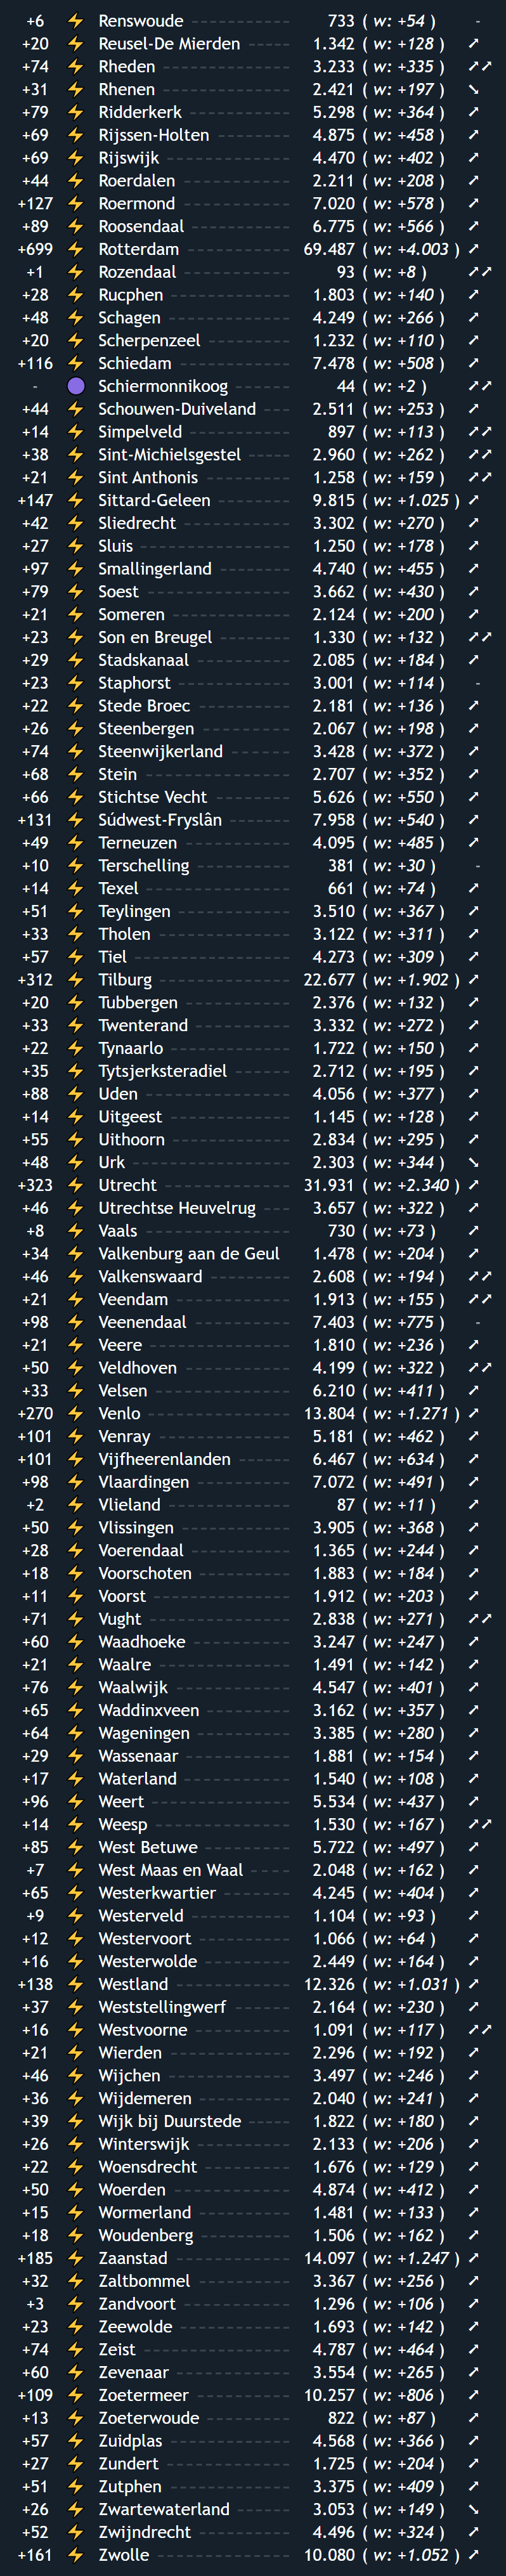 +6 ⚡ Renswoude ------------ 733 ( w: +54 ) -
+20 ⚡ Reusel-De Mierden ------ 1.342 ( w: +128 ) ➚
+74 ⚡ Rheden -------------- 3.233 ( w: +335 ) ➚➚
+31 ⚡ Rhenen -------------- 2.421 ( w: +197 ) ➘
+79 ⚡ Ridderkerk ------------ 5.298 ( w: +364 ) ➚
+69 ⚡ Rijssen-Holten --------- 4.875 ( w: +458 ) ➚
+69 ⚡ Rijswijk -------------- 4.470 ( w: +402 ) ➚
+44 ⚡ Roerdalen ------------ 2.211 ( w: +208 ) ➚
+127 ⚡ Roermond ------------ 7.020 ( w: +578 ) ➚
+89 ⚡ Roosendaal ----------- 6.775 ( w: +566 ) ➚
+699 ⚡ Rotterdam ------------ 69.487 ( w: +4.003 ) ➚
+1 ⚡ Rozendaal ------------ 93 ( w: +8 ) ➚➚
+28 ⚡ Rucphen ------------- 1.803 ( w: +140 ) ➚
+48 ⚡ Schagen ------------- 4.249 ( w: +266 ) ➚
+20 ⚡ Scherpenzeel ---------- 1.232 ( w: +110 ) ➚
+116 ⚡ Schiedam ------------- 7.478 ( w: +508 ) ➚
- 🟣 Schiermonnikoog ------- 44 ( w: +2 ) ➚➚
+44 ⚡ Schouwen-Duiveland ---- 2.511 ( w: +253 ) ➚
+14 ⚡ Simpelveld ------------ 897 ( w: +113 ) ➚➚
+38 ⚡ Sint-Michielsgestel ----- 2.960 ( w: +262 ) ➚➚
+21 ⚡ Sint Anthonis ---------- 1.258 ( w: +159 ) ➚➚
+147 ⚡ Sittard-Geleen --------- 9.815 ( w: +1.025 ) ➚
+42 ⚡ Sliedrecht ------------ 3.302 ( w: +270 ) ➚
+27 ⚡ Sluis ---------------- 1.250 ( w: +178 ) ➚
+97 ⚡ Smallingerland --------- 4.740 ( w: +455 ) ➚
+79 ⚡ Soest ---------------- 3.662 ( w: +430 ) ➚
+21 ⚡ Someren ------------- 2.124 ( w: +200 ) ➚
+23 ⚡ Son en Breugel --------- 1.330 ( w: +132 ) ➚➚
+29 ⚡ Stadskanaal ----------- 2.085 ( w: +184 ) ➚
+23 ⚡ Staphorst ------------- 3.001 ( w: +114 ) -
+22 ⚡ Stede Broec ----------- 2.181 ( w: +136 ) ➚
+26 ⚡ Steenbergen ---------- 2.067 ( w: +198 ) ➚
+74 ⚡ Steenwijkerland ------- 3.428 ( w: +372 ) ➚
+68 ⚡ Stein ---------------- 2.707 ( w: +352 ) ➚
+66 ⚡ Stichtse Vecht --------- 5.626 ( w: +550 ) ➚
+131 ⚡ Súdwest-Fryslân ------- 7.958 ( w: +540 ) ➚
+49 ⚡ Terneuzen ------------ 4.095 ( w: +485 ) ➚
+10 ⚡ Terschelling ----------- 381 ( w: +30 ) -
+14 ⚡ Texel ---------------- 661 ( w: +74 ) ➚
+51 ⚡ Teylingen ------------- 3.510 ( w: +367 ) ➚
+33 ⚡ Tholen --------------- 3.122 ( w: +311 ) ➚
+57 ⚡ Tiel ----------------- 4.273 ( w: +309 ) ➚
+312 ⚡ Tilburg --------------- 22.677 ( w: +1.902 ) ➚
+20 ⚡ Tubbergen ------------ 2.376 ( w: +132 ) ➚
+33 ⚡ Twenterand ----------- 3.332 ( w: +272 ) ➚
+22 ⚡ Tynaarlo ------------- 1.722 ( w: +150 ) ➚
+35 ⚡ Tytsjerksteradiel ------- 2.712 ( w: +195 ) ➚
+88 ⚡ Uden ---------------- 4.056 ( w: +377 ) ➚
+14 ⚡ Uitgeest -------------- 1.145 ( w: +128 ) ➚
+55 ⚡ Uithoorn ------------- 2.834 ( w: +295 ) ➚
+48 ⚡ Urk ----------------- 2.303 ( w: +344 ) ➘
+323 ⚡ Utrecht -------------- 31.931 ( w: +2.340 ) ➚
+46 ⚡ Utrechtse Heuvelrug ---- 3.657 ( w: +322 ) ➚
+8 ⚡ Vaals ---------------- 730 ( w: +73 ) ➚
+34 ⚡ Valkenburg aan de Geul 1.478 ( w: +204 ) ➚
+46 ⚡ Valkenswaard ---------- 2.608 ( w: +194 ) ➚➚
+21 ⚡ Veendam ------------- 1.913 ( w: +155 ) ➚➚
+98 ⚡ Veenendaal ----------- 7.403 ( w: +775 ) -
+21 ⚡ Veere ---------------- 1.810 ( w: +236 ) ➚
+50 ⚡ Veldhoven ------------ 4.199 ( w: +322 ) ➚➚
+33 ⚡ Velsen --------------- 6.210 ( w: +411 ) ➚
+270 ⚡ Venlo ---------------- 13.804 ( w: +1.271 ) ➚
+101 ⚡ Venray --------------- 5.181 ( w: +462 ) ➚
+101 ⚡ Vijfheerenlanden ------- 6.467 ( w: +634 ) ➚
+98 ⚡ Vlaardingen ----------- 7.072 ( w: +491 ) ➚
+2 ⚡ Vlieland -------------- 87 ( w: +11 ) ➚
+50 ⚡ Vlissingen ------------ 3.905 ( w: +368 ) ➚
+28 ⚡ Voerendaal ----------- 1.365 ( w: +244 ) ➚
+18 ⚡ Voorschoten ---------- 1.883 ( w: +184 ) ➚
+11 ⚡ Voorst --------------- 1.912 ( w: +203 ) ➚
+71 ⚡ Vught --------------- 2.838 ( w: +271 ) ➚➚
+60 ⚡ Waadhoeke ----------- 3.247 ( w: +247 ) ➚
+21 ⚡ Waalre --------------- 1.491 ( w: +142 ) ➚
+76 ⚡ Waalwijk ------------- 4.547 ( w: +401 ) ➚
+65 ⚡ Waddinxveen ---------- 3.162 ( w: +357 ) ➚
+64 ⚡ Wageningen ----------- 3.385 ( w: +280 ) ➚
+29 ⚡ Wassenaar ------------ 1.881 ( w: +154 ) ➚
+17 ⚡ Waterland ------------ 1.540 ( w: +108 ) ➚
+96 ⚡ Weert ---------------- 5.534 ( w: +437 ) ➚
+14 ⚡ Weesp --------------- 1.530 ( w: +167 ) ➚➚
+85 ⚡ West Betuwe ---------- 5.722 ( w: +497 ) ➚
+7 ⚡ West Maas en Waal ----- 2.048 ( w: +162 ) ➚
+65 ⚡ Westerkwartier -------- 4.245 ( w: +404 ) ➚
+9 ⚡ Westerveld ------------ 1.104 ( w: +93 ) ➚
+12 ⚡ Westervoort ----------- 1.066 ( w: +64 ) ➚
+16 ⚡ Westerwolde ---------- 2.449 ( w: +164 ) ➚
+138 ⚡ Westland ------------- 12.326 ( w: +1.031 ) ➚
+37 ⚡ Weststellingwerf ------- 2.164 ( w: +230 ) ➚
+16 ⚡ Westvoorne ----------- 1.091 ( w: +117 ) ➚➚
+21 ⚡ Wierden -------------- 2.296 ( w: +192 ) ➚
+46 ⚡ Wijchen -------------- 3.497 ( w: +246 ) ➚
+36 ⚡ Wijdemeren ----------- 2.040 ( w: +241 ) ➚
+39 ⚡ Wijk bij Duurstede ----- 1.822 ( w: +180 ) ➚
+26 ⚡ Winterswijk ----------- 2.133 ( w: +206 ) ➚
+22 ⚡ Woensdrecht ---------- 1.676 ( w: +129 ) ➚
+50 ⚡ Woerden ------------- 4.874 ( w: +412 ) ➚
+15 ⚡ Wormerland ---------- 1.481 ( w: +133 ) ➚
+18 ⚡ Woudenberg ---------- 1.506 ( w: +162 ) ➚
+185 ⚡ Zaanstad ------------- 14.097 ( w: +1.247 ) ➚
+32 ⚡ Zaltbommel ----------- 3.367 ( w: +256 ) ➚
+3 ⚡ Zandvoort ------------ 1.296 ( w: +106 ) ➚
+23 ⚡ Zeewolde ------------ 1.693 ( w: +142 ) ➚
+74 ⚡ Zeist ---------------- 4.787 ( w: +464 ) ➚
+60 ⚡ Zevenaar ------------- 3.554 ( w: +265 ) ➚
+109 ⚡ Zoetermeer ----------- 10.257 ( w: +806 ) ➚
+13 ⚡ Zoeterwoude ---------- 822 ( w: +87 ) ➚
+57 ⚡ Zuidplas ------------- 4.568 ( w: +366 ) ➚
+27 ⚡ Zundert -------------- 1.725 ( w: +204 ) ➚
+51 ⚡ Zutphen ------------- 3.375 ( w: +409 ) ➚
+26 ⚡ Zwartewaterland ------ 3.053 ( w: +149 ) ➘
+52 ⚡ Zwijndrecht ----------- 4.496 ( w: +324 ) ➚
+161 ⚡ Zwolle --------------- 10.080 ( w: +1.052 ) ➚